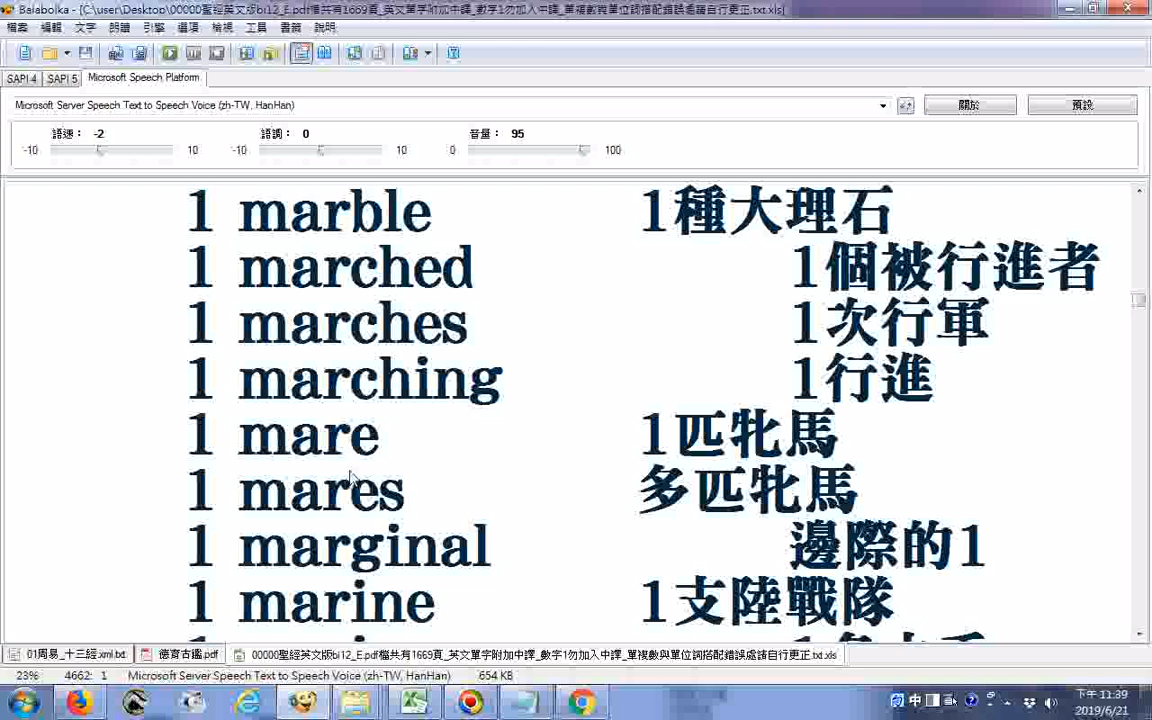 Balabolka - [C:\user\Desktop\00000聖經英文版bi12_E.pdf檔共有1669頁_英文單字附加中譯_數字1勿加入中譯_單複數與單位詞搭配錯誤處請自行更正.txt.xls]
檔案 編輯 文字 朗讀 引擎 選項 檢視 工具 書籤 說明
SAPI 4 SAPI 5 Microsoft Speech Platform
Microsoft Server Speech Text to Speech Voice (zh-TW, HanHan) 關於 預設
語速： -2 語調： 0 音量： 95
-10 10 -10 10 0 100
1 marble 1種大理石
1 marched 1個被行進者
1 marches 1次行軍
1 marching 1行進
1 mare 1匹牝馬
1 mares 多匹牝馬
1 marginal 邊際的1
1 marine 1支陸戰隊
01周易_十三經.xml.txt 德育古鑑.pdf 00000聖經英文版bi12_E.pdf檔共有1669頁_英文單字附加中譯_數字1勿加入中譯_單複數與單位詞搭配錯誤處請自行更正.txt.xls
23% 4662: 1 Microsoft Server Speech Text to Speech Voice (zh-TW, HanHan) 654 KB
中 下午 11:39
2019/6/21